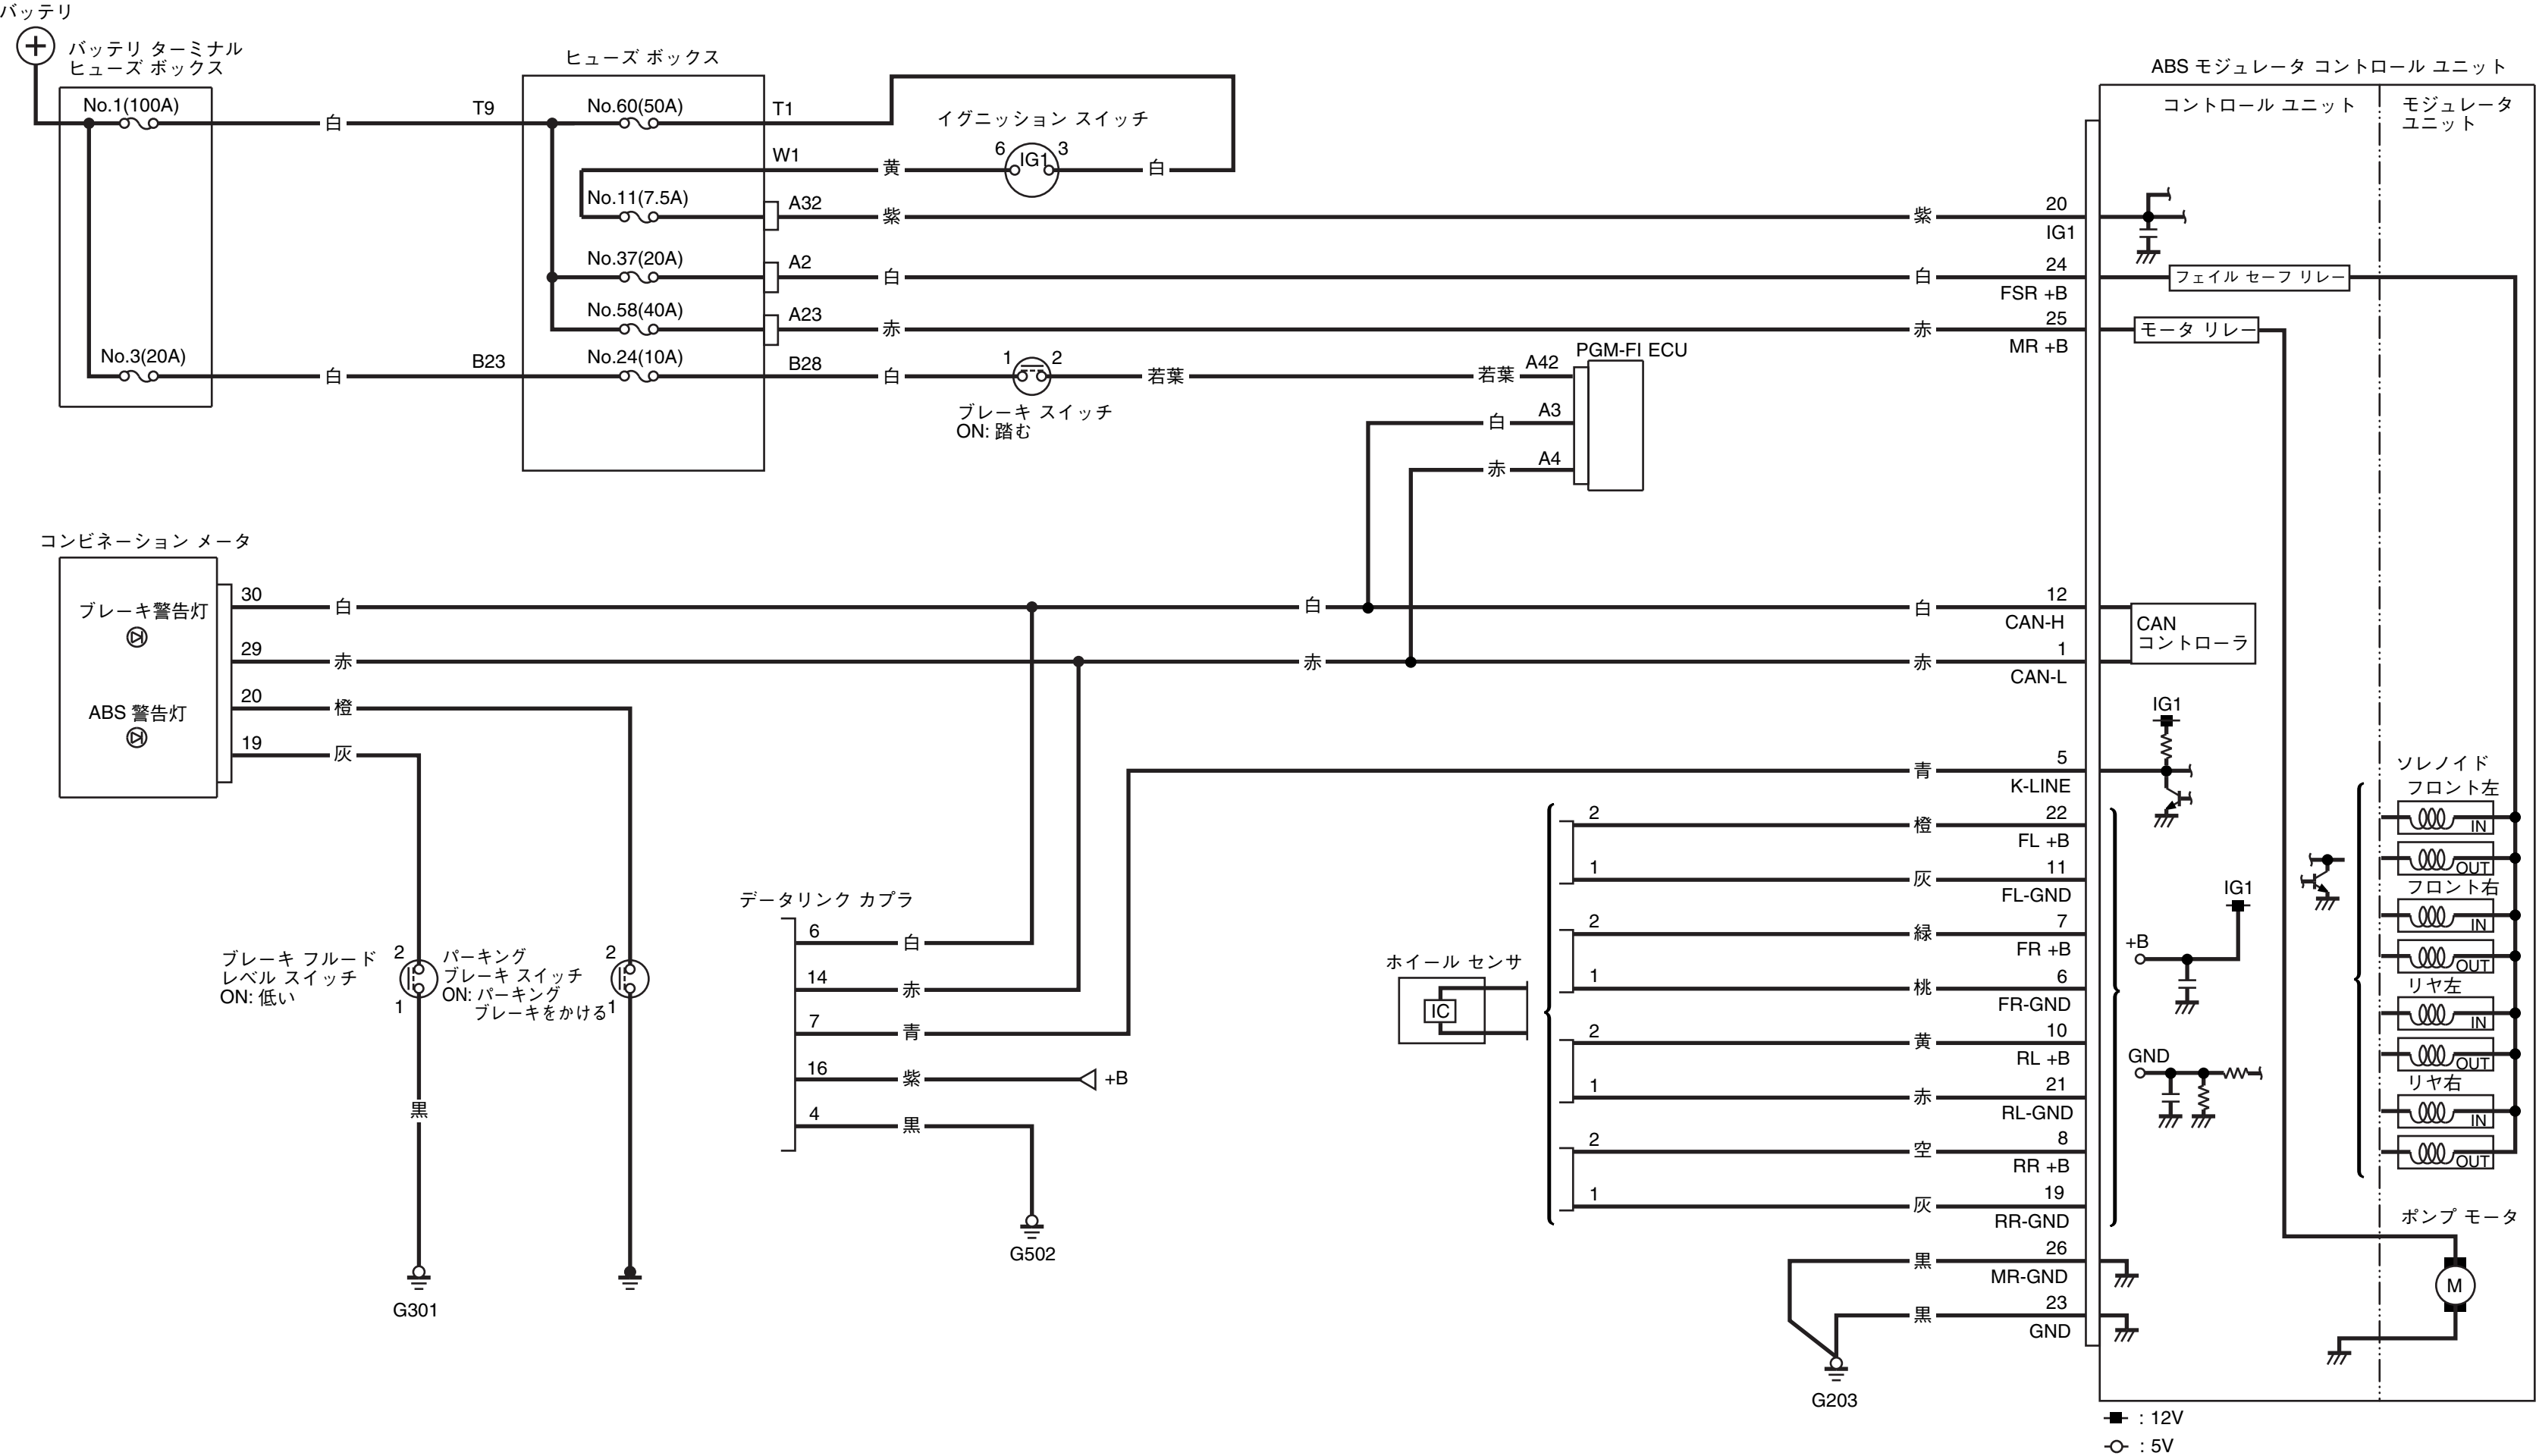 バッテリ
バッテリ ターミナル
ヒューズ ボックス
No.1(100A)
白
T9
No.3(20A)
白
B23
ヒューズ ボックス
No.60(50A)
T1
W1
No.11(7.5A)
A32
No.37(20A)
A2
No.58(40A)
A23
No.24(10A)
B28
イグニッション スイッチ
6
IG1
3
黄
白
紫
白
赤
白
1
2
ブレーキ スイッチ
ON: 踏む
若葉
若葉
A42
PGM-FI ECU
白
A3
赤
A4
ABS モジュレータ コントロール ユニット
コントロール ユニット
モジュレータ
ユニット
紫
20
IG1
白
24
FSR +B
フェイル セーフ リレー
赤
25
MR +B
モータ リレー
コンビネーション メータ
ブレーキ警告灯
ABS 警告灯
30
白
白
白
12
CAN-H
29
赤
赤
赤
1
CAN-L
CAN
コントローラ
20
橙
19
灰
IG1
青
5
K-LINE
ブレーキ フルード
レベル スイッチ
ON: 低い
2
1
黒
G301
パーキング
ブレーキ スイッチ
ON: パーキング
ブレーキをかける
2
1
データリンク カプラ
6
白
14
赤
7
青
16
紫
+B
4
黒
G502
ホイール センサ
IC
2
橙
22
FL +B
1
灰
11
FL-GND
2
緑
7
FR +B
1
桃
6
FR-GND
2
黄
10
RL +B
1
赤
21
RL-GND
2
空
8
RR +B
1
灰
19
RR-GND
黒
26
MR-GND
黒
23
GND
G203
IG1
+B
GND
ソレノイド
フロント左
IN
OUT
フロント右
IN
OUT
リヤ左
IN
OUT
リヤ右
IN
OUT
ポンプ モータ
M
: 12V
: 5V